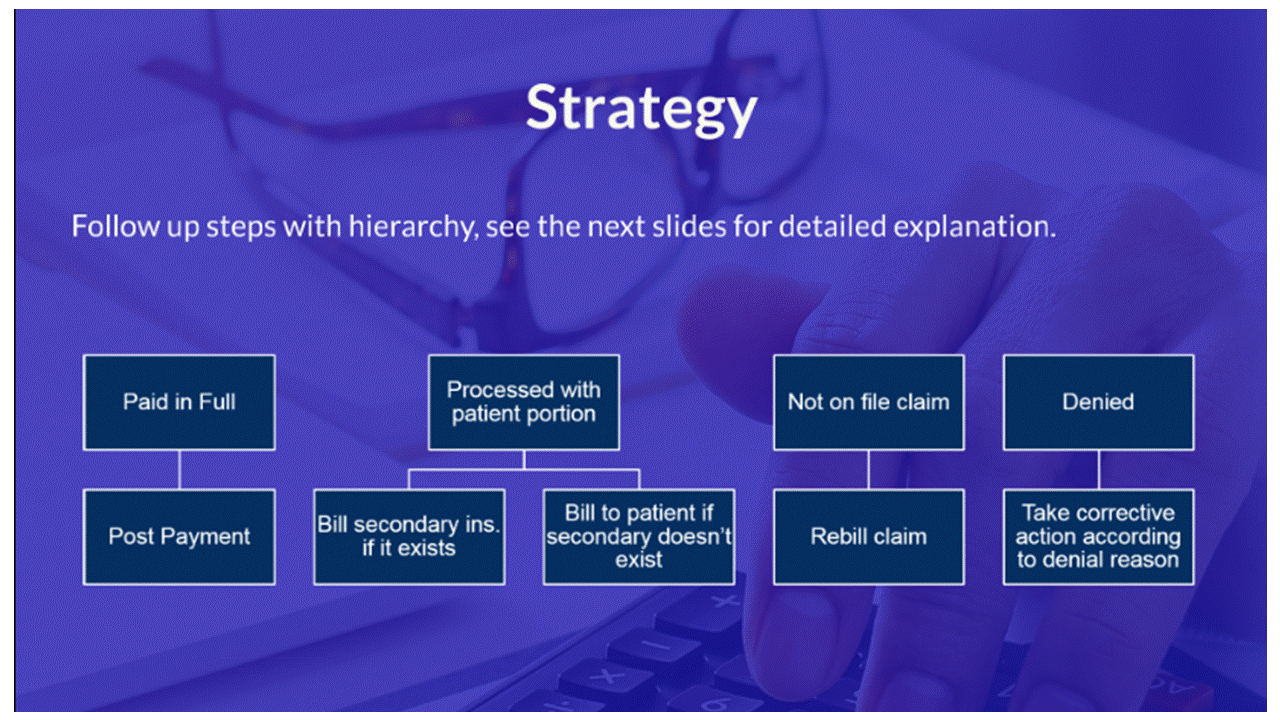 Strategy
Follow up steps with hierarchy, see the next slides for detailed explanation.
Paid in Full
Processed with
patient portion
Not on file claim
Denied
Post Payment
Bill secondary ins.
if it exists
Bill to patient if
secondary doesn't
exist
Rebill claim
Take corrective
action according
to denial reason